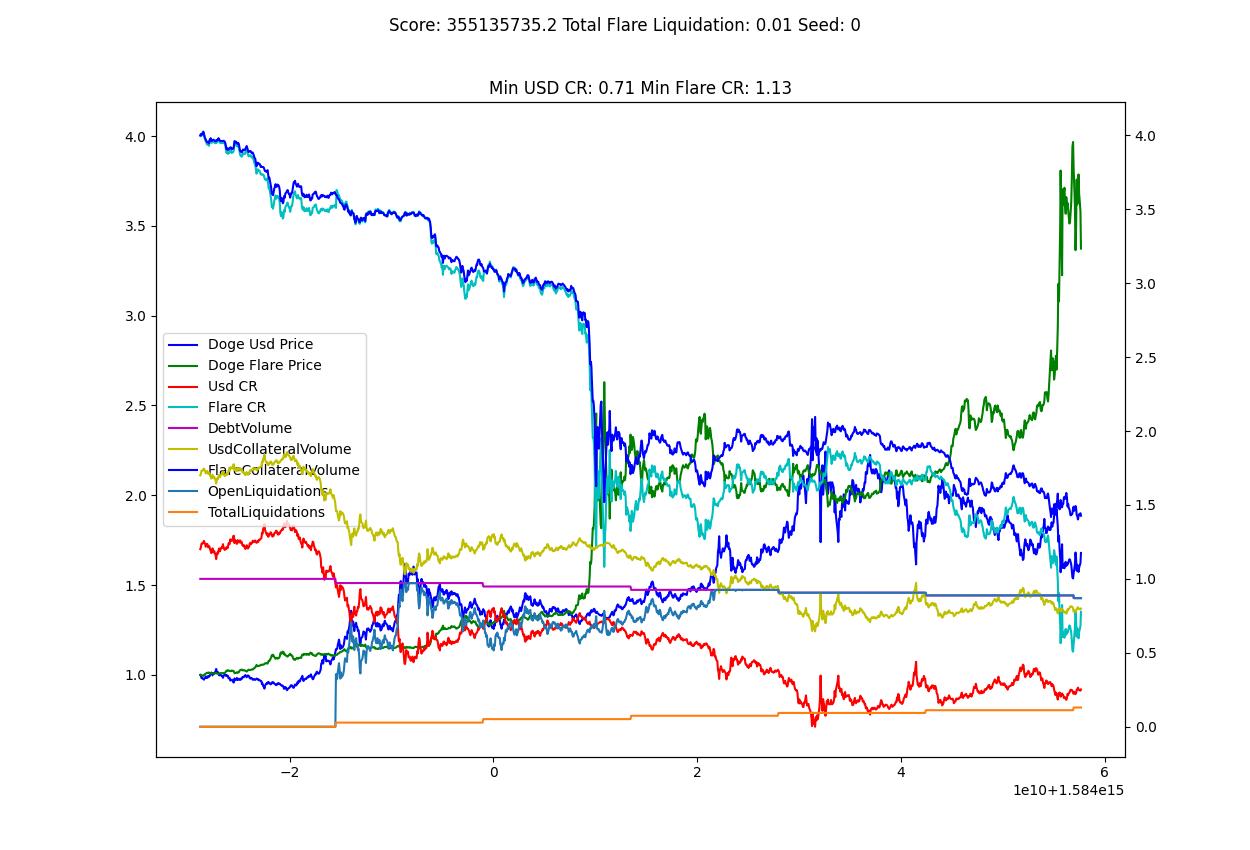 Score: 355135735.2 Total Flare Liquidation: 0.01 Seed: 0
Min USD CR: 0.71 Min Flare CR: 1.13
4.0
3.5
3.0
2.5
2.0
1.5
1.0
4.0
3.5
3.0
2.5
2.0
1.5
1.0
0.5
0.0
Doge Usd Price
Doge Flare Price
Usd CR
Flare CR
DebtVolume
UsdCollateralVolume
FlareCollateralVolume
OpenLiquidations
TotalLiquidations
−2
0
2
4
6
1e10+1.584e15